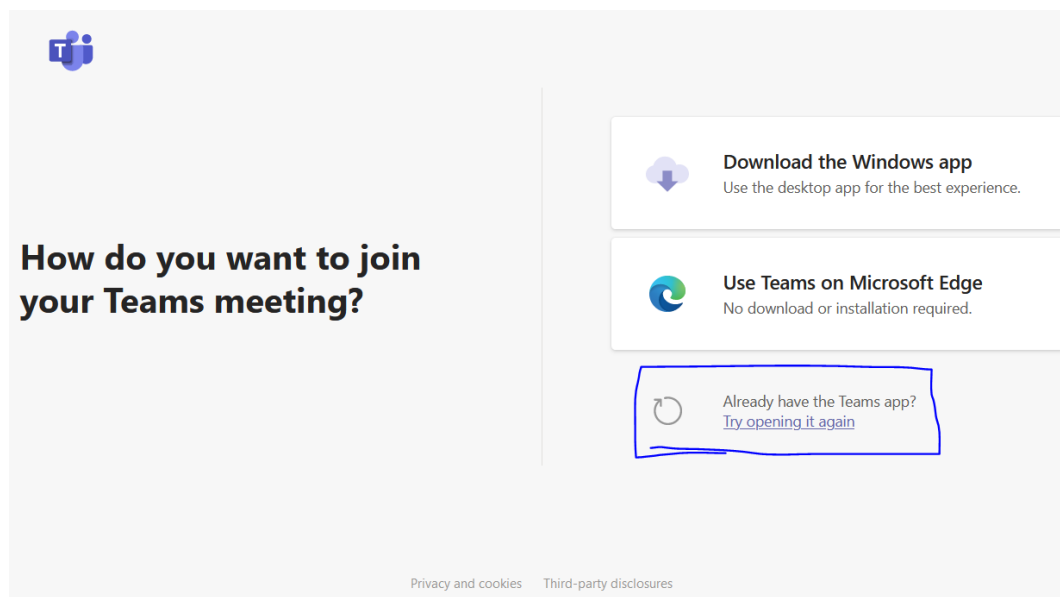 T
How do you want to join
your Teams meeting?
Download the Windows app
Use the desktop app for the best experience.
Use Teams on Microsoft Edge
No download or installation required.
Already have the Teams app?
Try opening it again
Privacy and cookies
Third-party disclosures